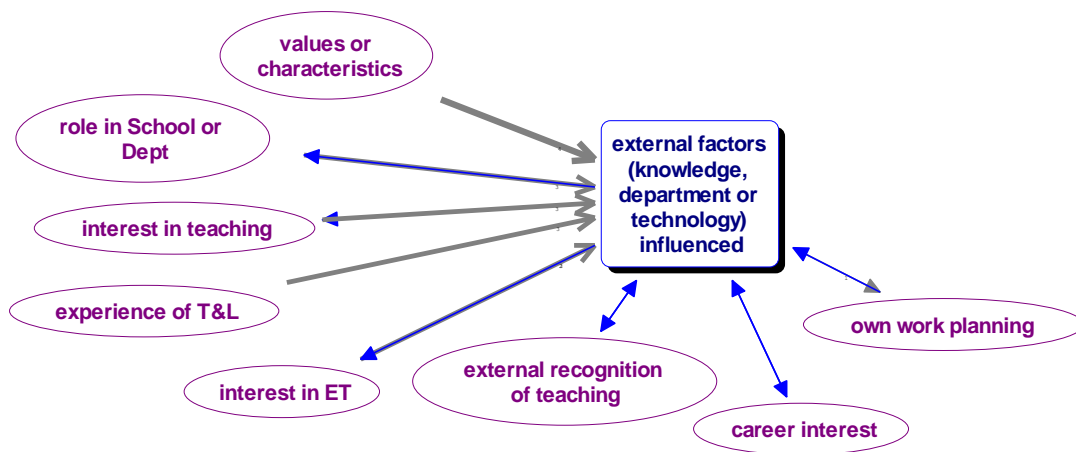 values or
characteristics
role in School or
Dept
external factors
(knowledge,
department or
technology)
influenced
interest in teaching
experience of T&L
own work planning
interest in ET
external recognition
of teaching
career interest